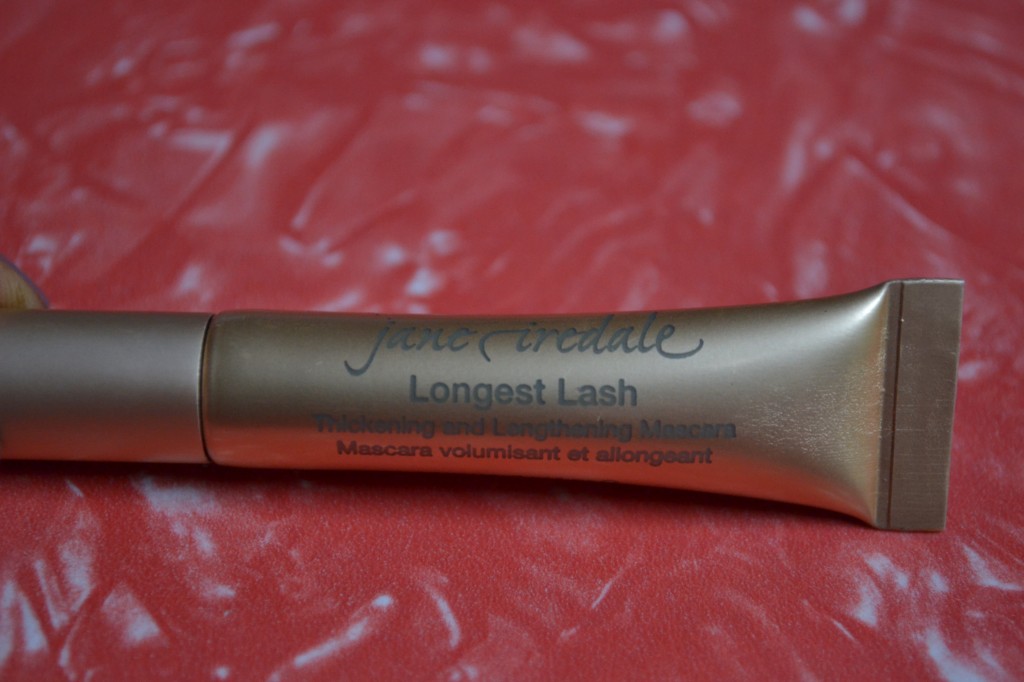 jane iredale
Longest Lash
Thickening and Lengthening Mascara
Mascara volumisant et allongeant